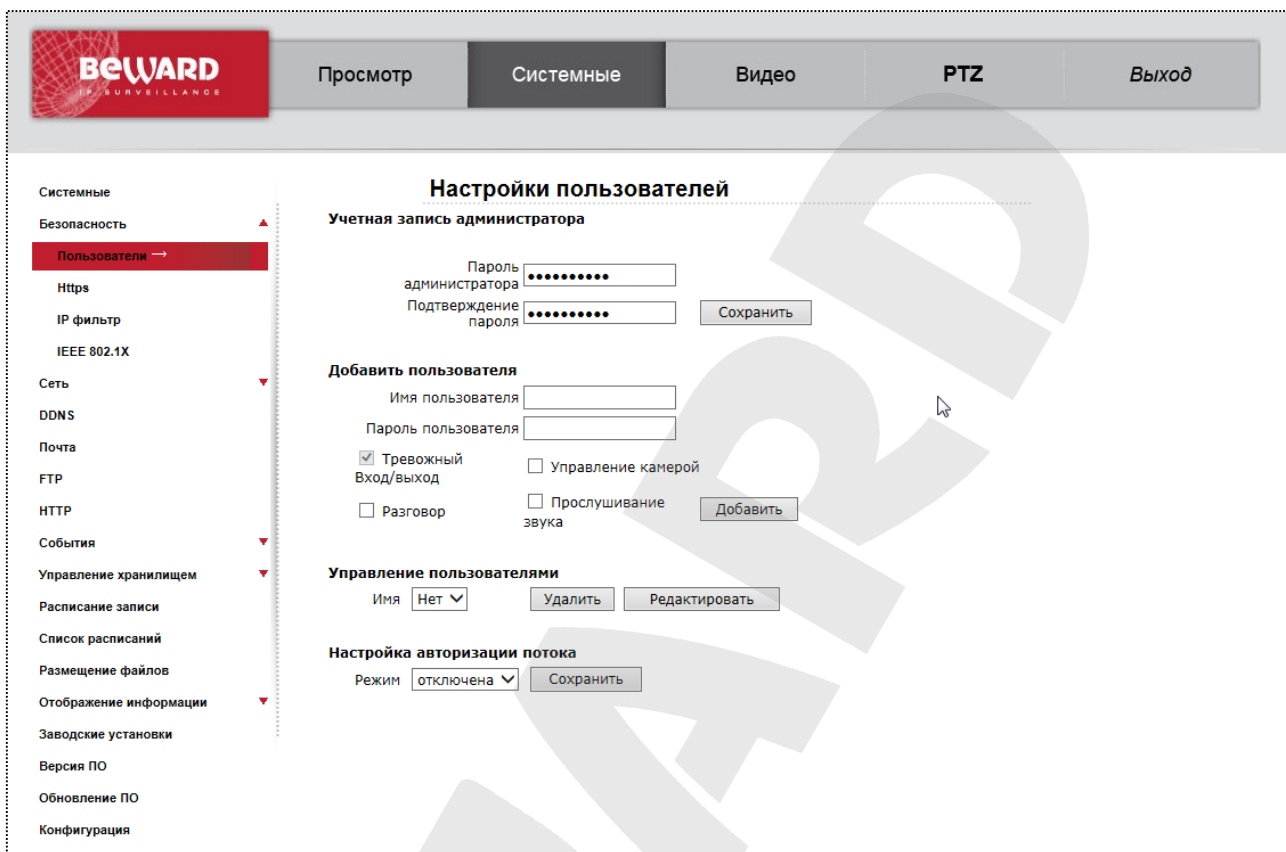 BEWARD
IP SURVEILLANCE
Просмотр
Системные
Видео
PTZ
Выход
Системные
Безопасность
Пользователи →
Https
IP фильтр
IEEE 802.1X
Сеть
DDNS
Почта
FTP
HTTP
События
Управление хранилищем
Расписание записи
Список расписаний
Размещение файлов
Отображение информации
Заводские установки
Версия ПО
Обновление ПО
Конфигурация
Настройки пользователей
Учетная запись администратора
Пароль
администратора ••••••••••
Подтверждение
пароля •••••••••• Сохранить
Добавить пользователя
Имя пользователя
Пароль пользователя
Тревожный
Вход/выход
Управление камерой
Разговор
Прослушивание
звука
Добавить
Управление пользователями
Имя Нет Удалить Редактировать
Настройка авторизации потока
Режим отключена Сохранить